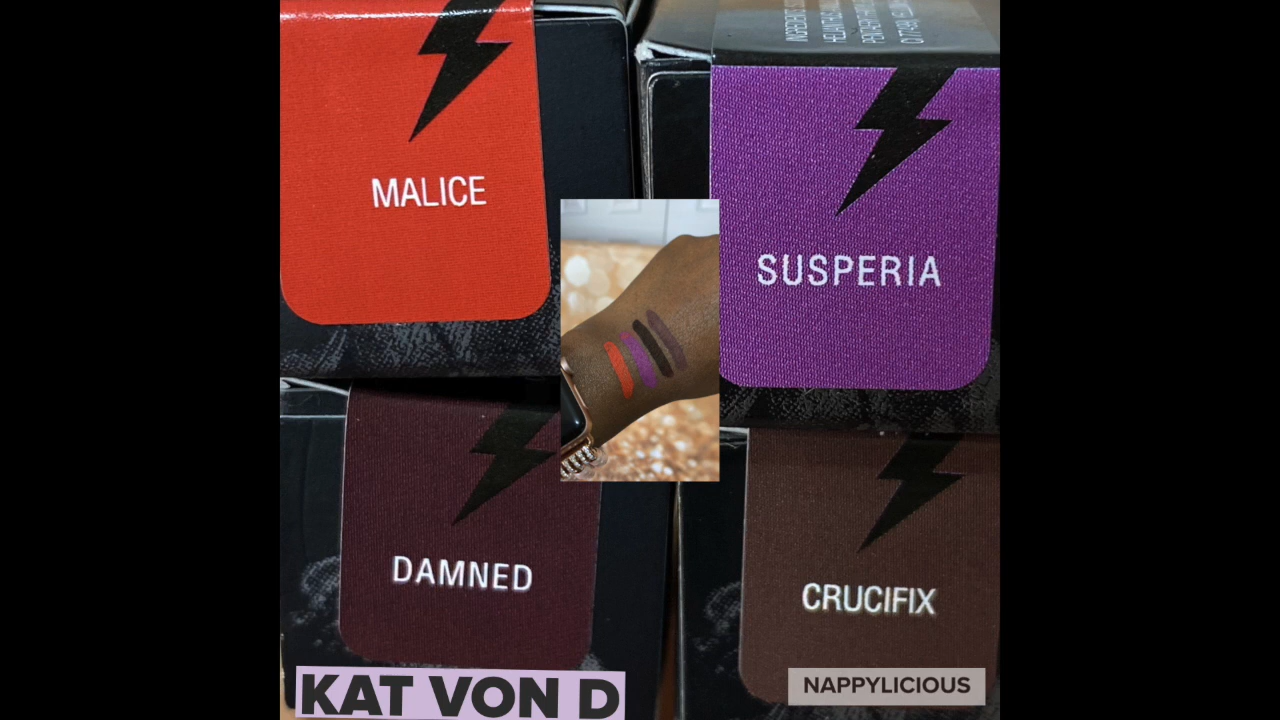 MALICE
SUSPERIA
DAMNED
CRUCIFIX
KAT VON D
NAPPYLICIOUS